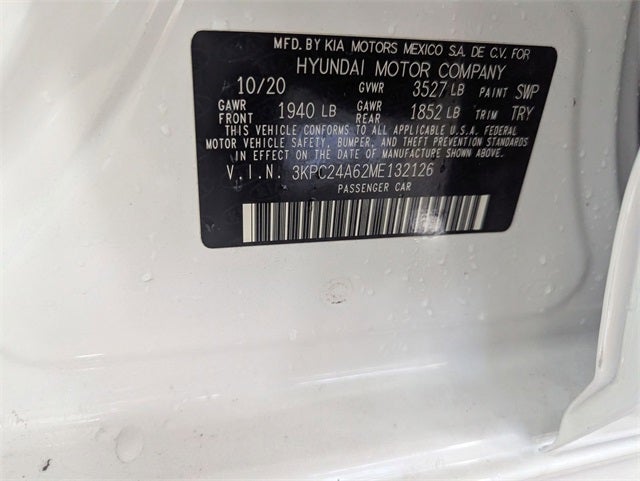 MFD. BY KIA MOTORS MEXICO S.A. DE C.V. FOR
HYUNDAI MOTOR COMPANY
10/20 GVWR 3527 LB PAINT SWP
GAWR FRONT 1940 LB GAWR REAR 1852 LB TRIM TRY
THIS VEHICLE CONFORMS TO ALL APPLICABLE U.S.A. FEDERAL
MOTOR VEHICLE SAFETY, BUMPER, AND THEFT PREVENTION STANDARDS
IN EFFECT ON THE DATE OF MANUFACTURE SHOWN ABOVE.
V.I.N. 3KPC24A62ME132126
PASSENGER CAR